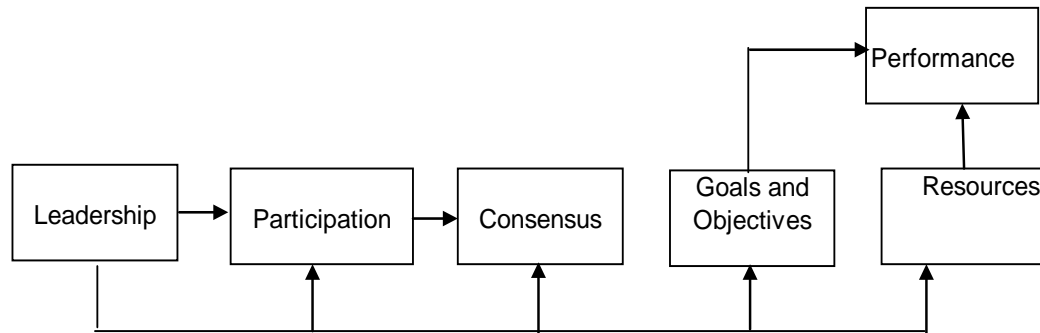 Performance
Leadership
Participation
Consensus
Goals and
Objectives
Resources